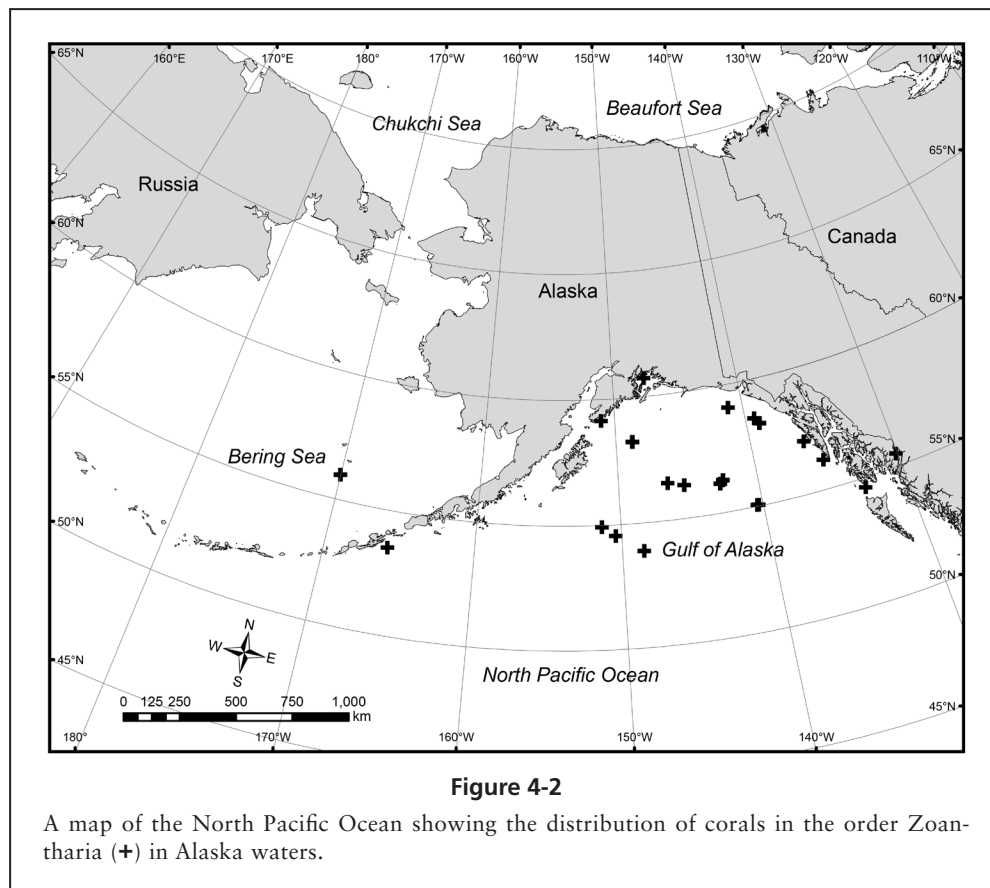 65°N 160°E 170°E 180° 170°W 160°W 150°W 140°W 130°W 120°W 110°W
Beaufort Sea
Chukchi Sea
65°N
Russia
60°N
Canada
Alaska
60°N
55°N
55°N
Bering Sea
50°N
Gulf of Alaska
50°N
N
W
E
S
45°N
North Pacific Ocean
0 125 250 500 750 1,000
km
45°N
180° 170°W 160°W 150°W 140°W
Figure 4-2
A map of the North Pacific Ocean showing the distribution of corals in the order Zoan-
tharia (+) in Alaska waters.